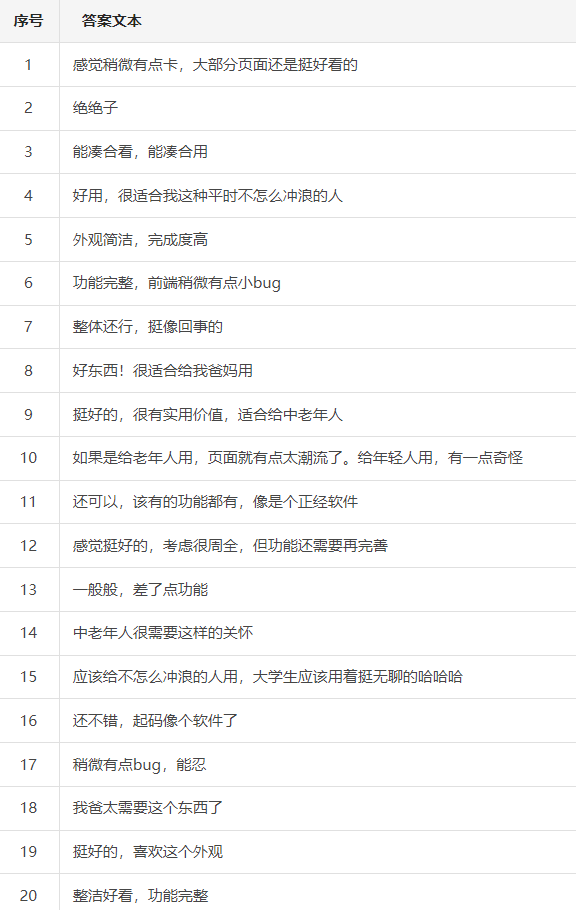 序号 答案文本
1 感觉稍微有点卡，大部分页面还是挺好看的
2 绝绝子
3 能凑合看，能凑合用
4 好用，很适合我这种平时不怎么冲浪的人
5 外观简洁，完成度高
6 功能完整，前端稍微有点小bug
7 整体还行，挺像回事的
8 好东西！很适合给我爸妈用
9 挺好的，很有实用价值，适合给中老年人
10 如果是给老年人用，页面就有点太潮流了。给年轻人用，有一点奇怪
11 还可以，该有的功能都有，像是个正经软件
12 感觉挺好的，考虑很周全，但功能还需要再完善
13 一般般，差了点功能
14 中老年人很需要这样的关怀
15 应该给不怎么冲浪的人用，大学生应该用着挺无聊的哈哈哈
16 还不错，起码像个软件了
17 稍微有点bug，能忍
18 我爸太需要这个东西了
19 挺好的，喜欢这个外观
20 整洁好看，功能完整